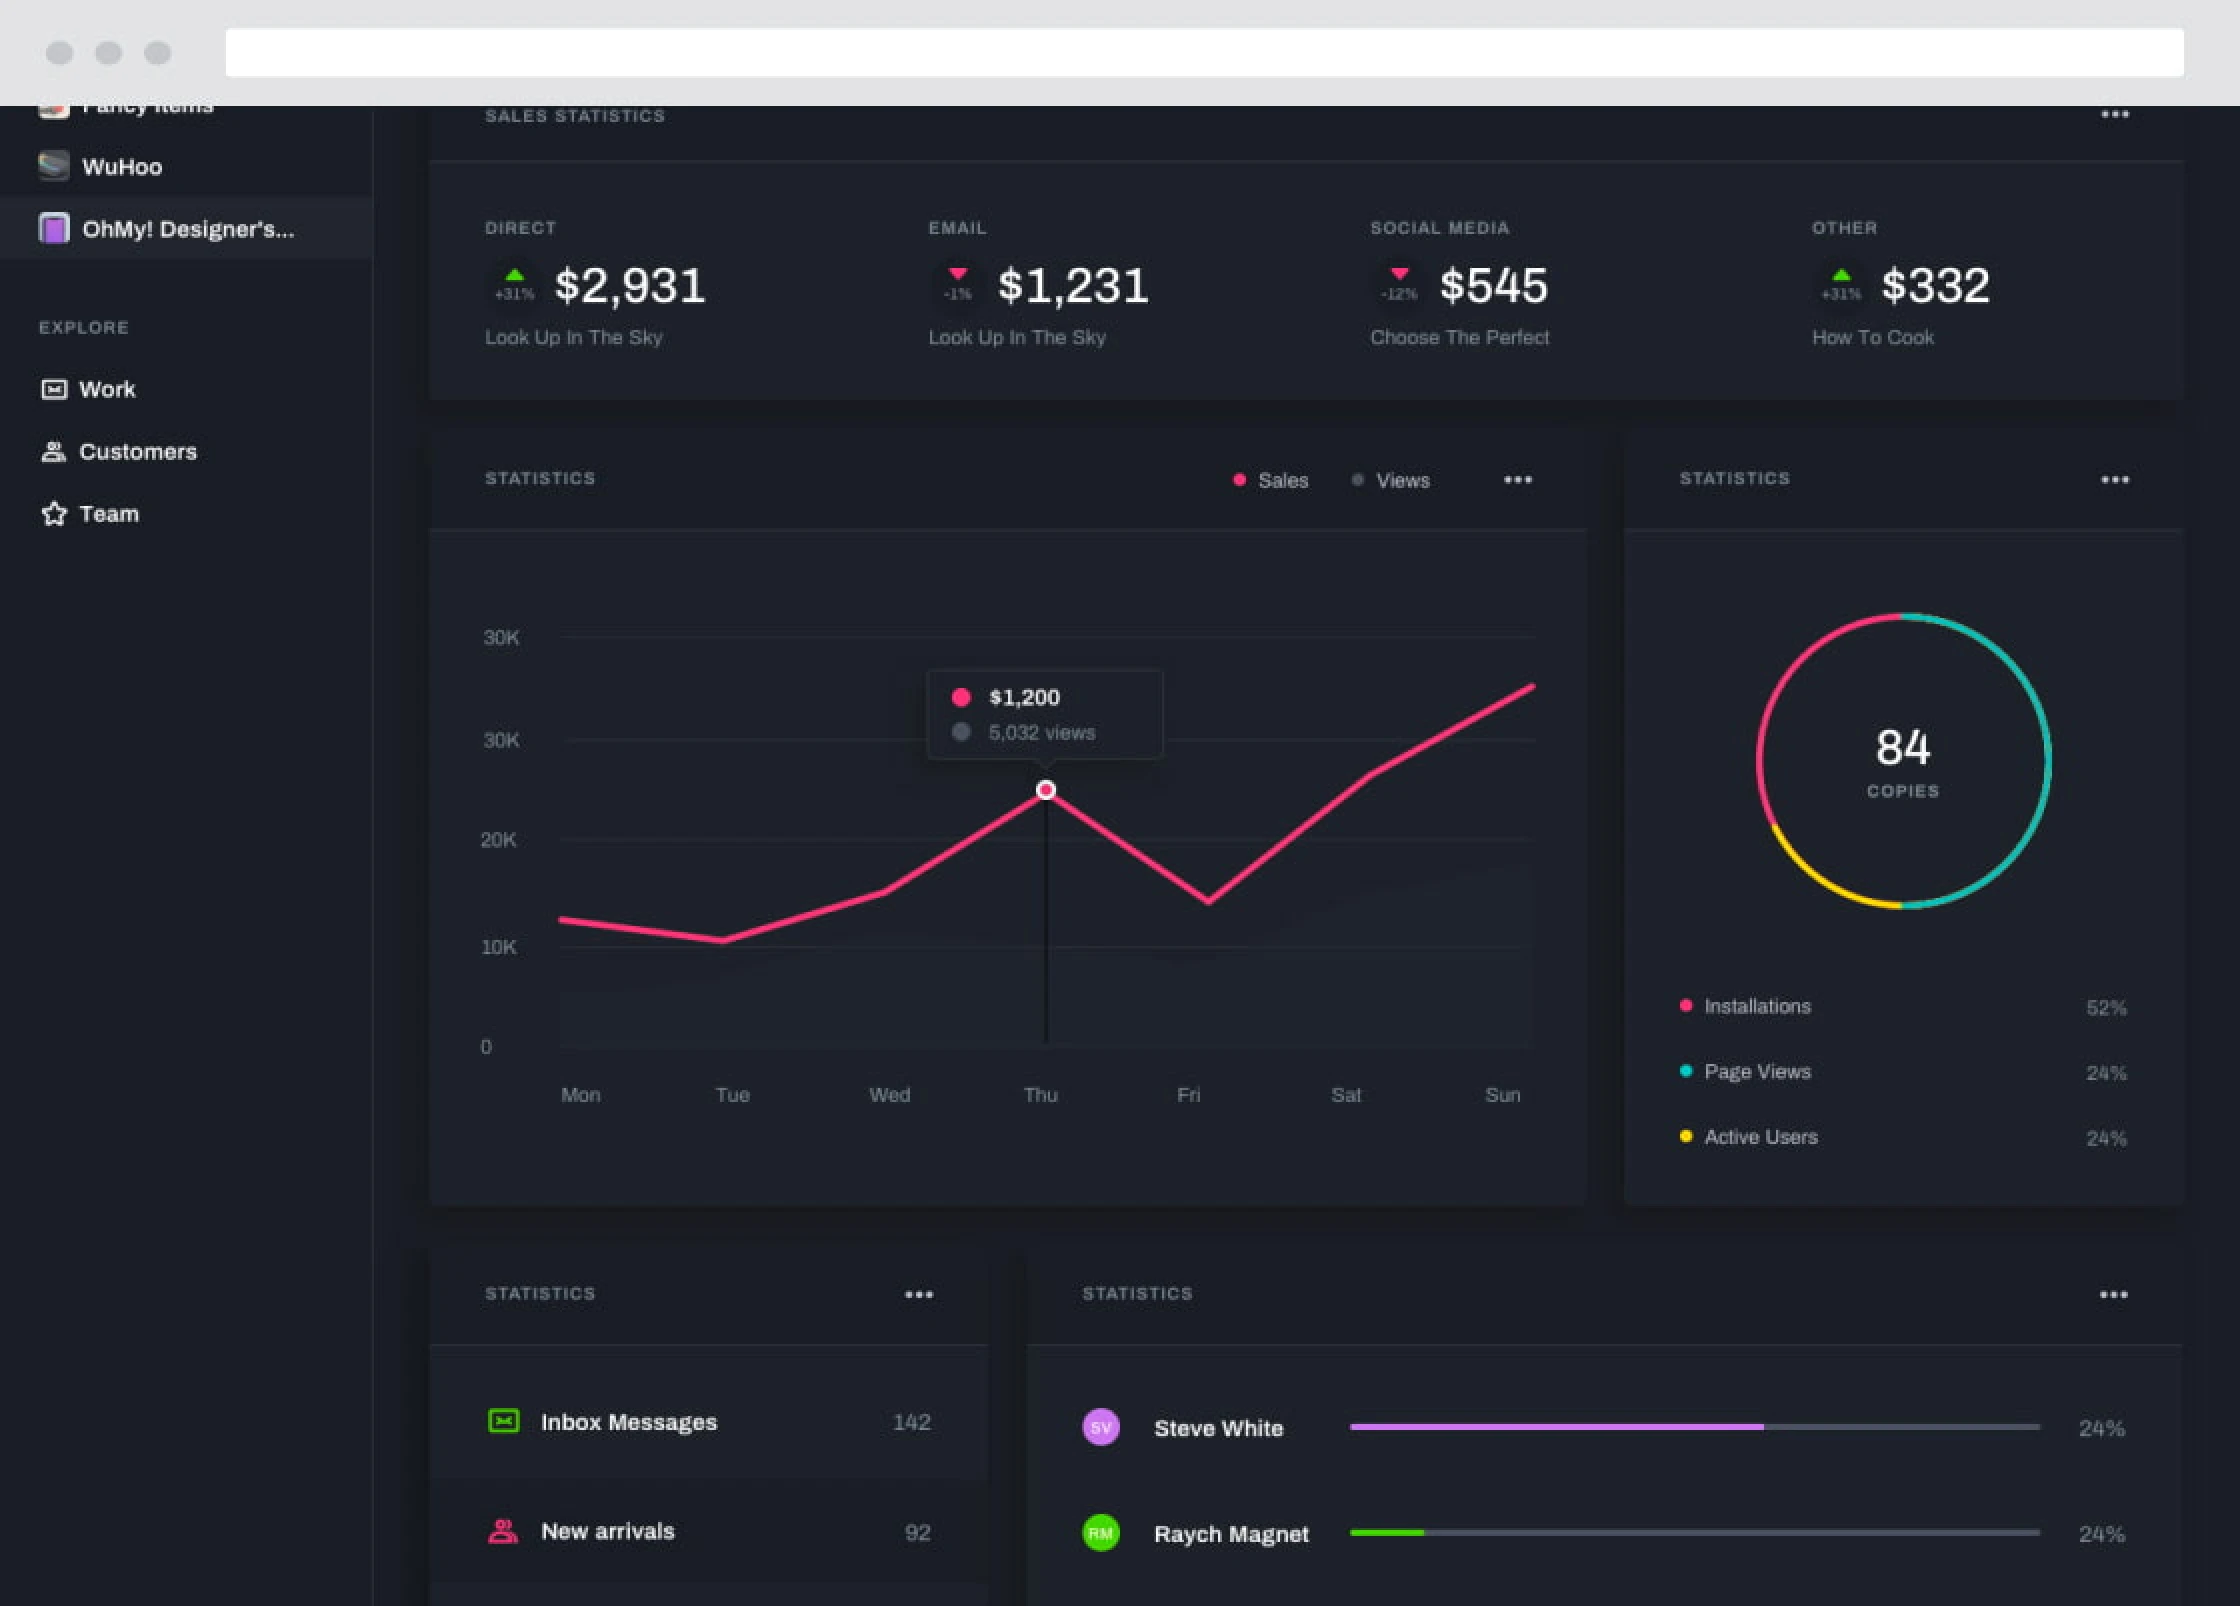 Fancy Items
WuHoo
OhMy! Designer's...
EXPLORE
Work
Customers
Team
SALES STATISTICS
DIRECT
+31%
$2,931
Look Up In The Sky
EMAIL
-1%
$1,231
Look Up In The Sky
SOCIAL MEDIA
-12%
$545
Choose The Perfect
OTHER
+31%
$332
How To Cook
STATISTICS
Sales
Views
30K
30K
20K
10K
0
$1,200
5,032 views
Mon Tue Wed Thu Fri Sat Sun
STATISTICS
84
COPIES
Installations 52%
Page Views 24%
Active Users 24%
STATISTICS
Inbox Messages 142
New arrivals 92
STATISTICS
SV Steve White 24%
RM Raych Magnet 24%